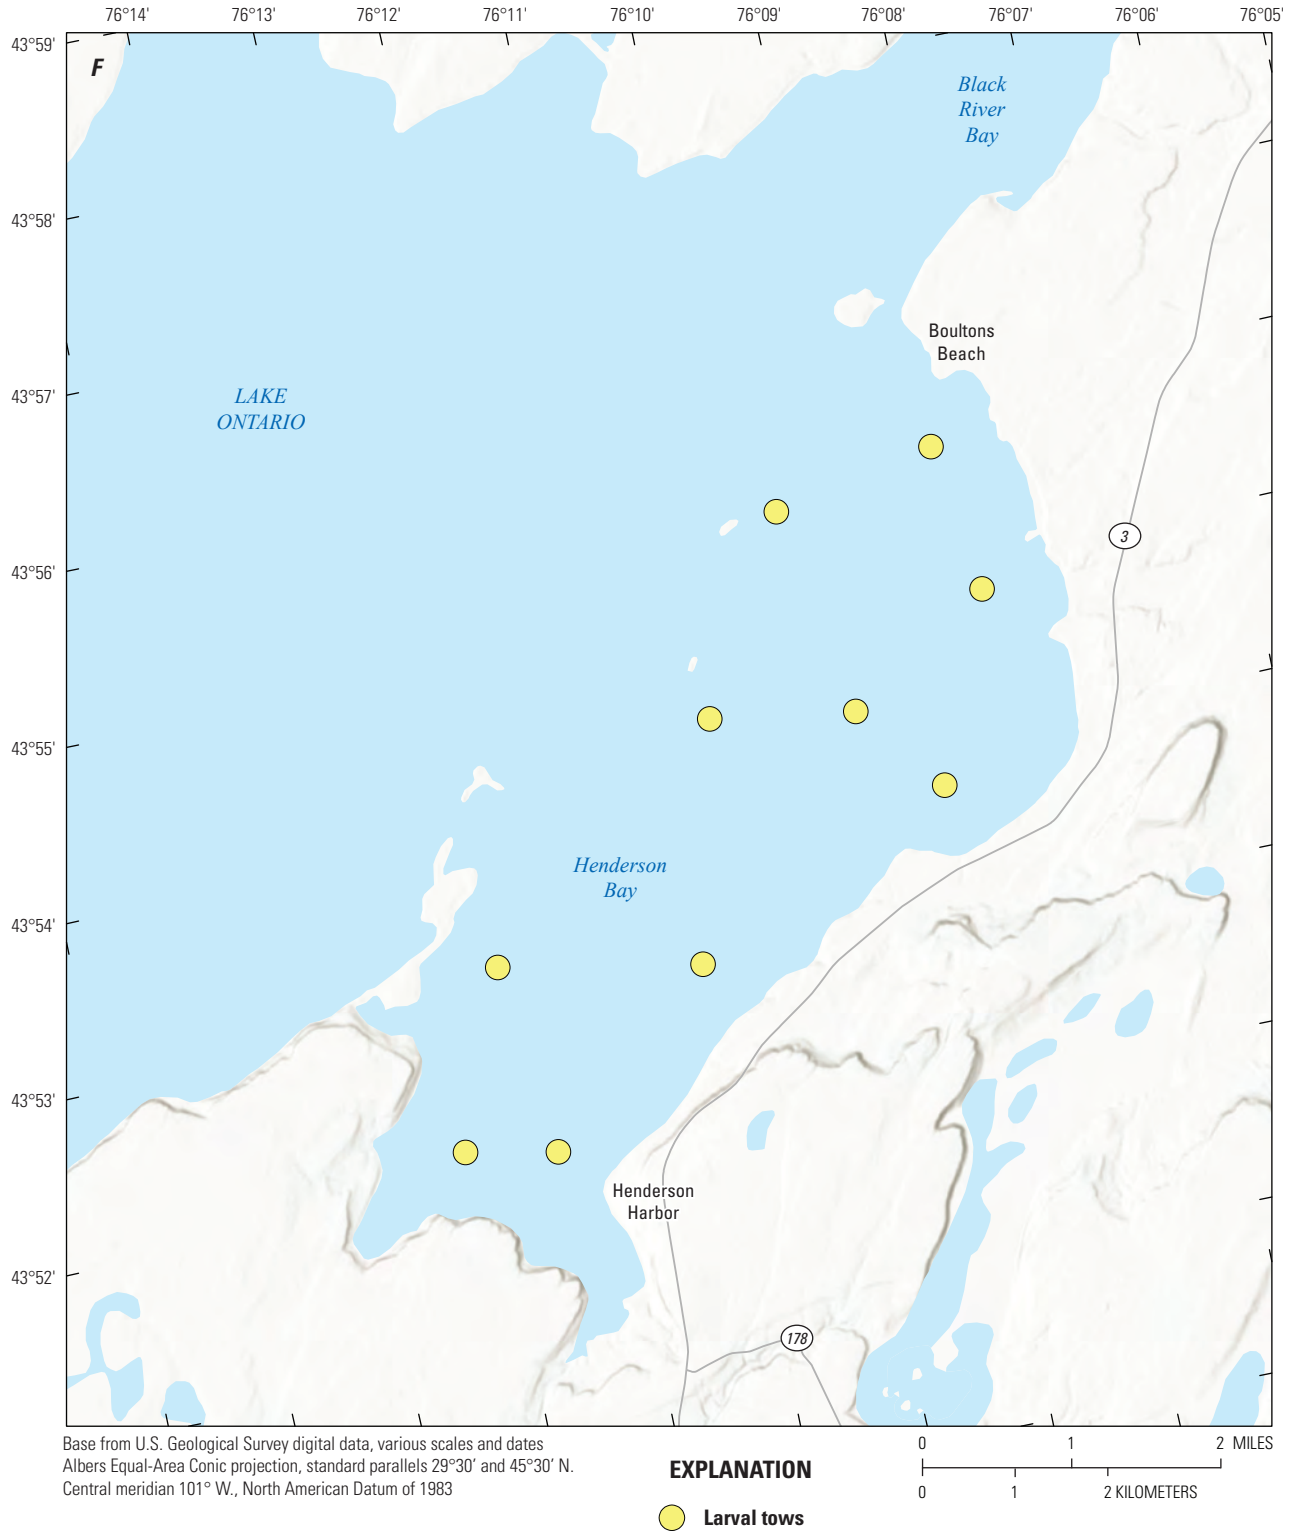 76°14' 76°13' 76°12' 76°11' 76°10' 76°09' 76°08' 76°07' 76°06' 76°05'
43°59'
F
Black
River
Bay
43°58'
Boultons
Beach
43°57'
LAKE
ONTARIO
3
43°56'
43°55'
Henderson
Bay
43°54'
43°53'
Henderson
Harbor
43°52'
178
Base from U.S. Geological Survey digital data, various scales and dates
Albers Equal-Area Conic projection, standard parallels 29°30′ and 45°30′ N.
Central meridian 101° W., North American Datum of 1983
EXPLANATION
Larval tows
0 1 2 MILES
0 1 2 KILOMETERS